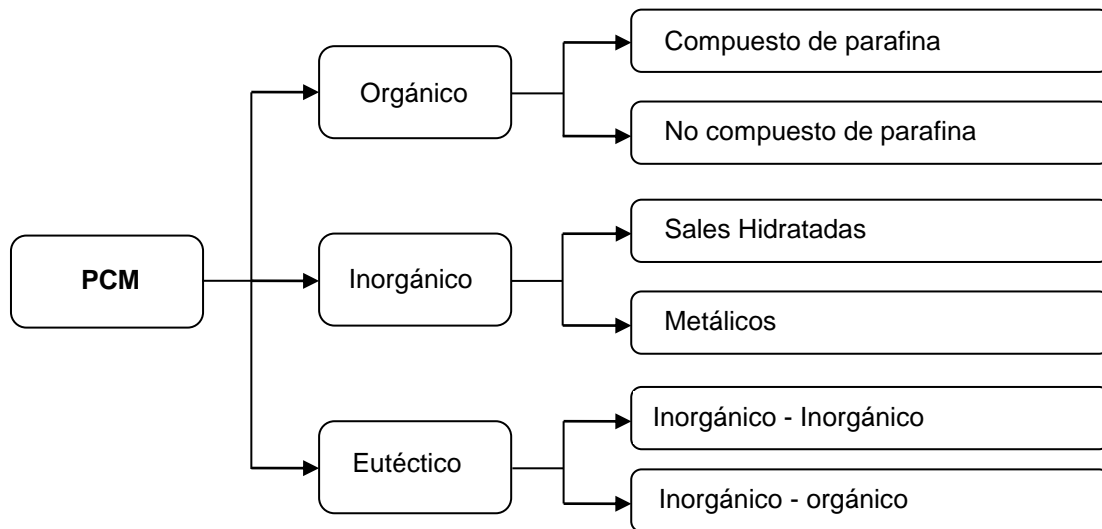 PCM
Orgánico
Compuesto de parafina
No compuesto de parafina
Inorgánico
Sales Hidratadas
Metálicos
Eutéctico
Inorgánico - Inorgánico
Inorgánico - orgánico